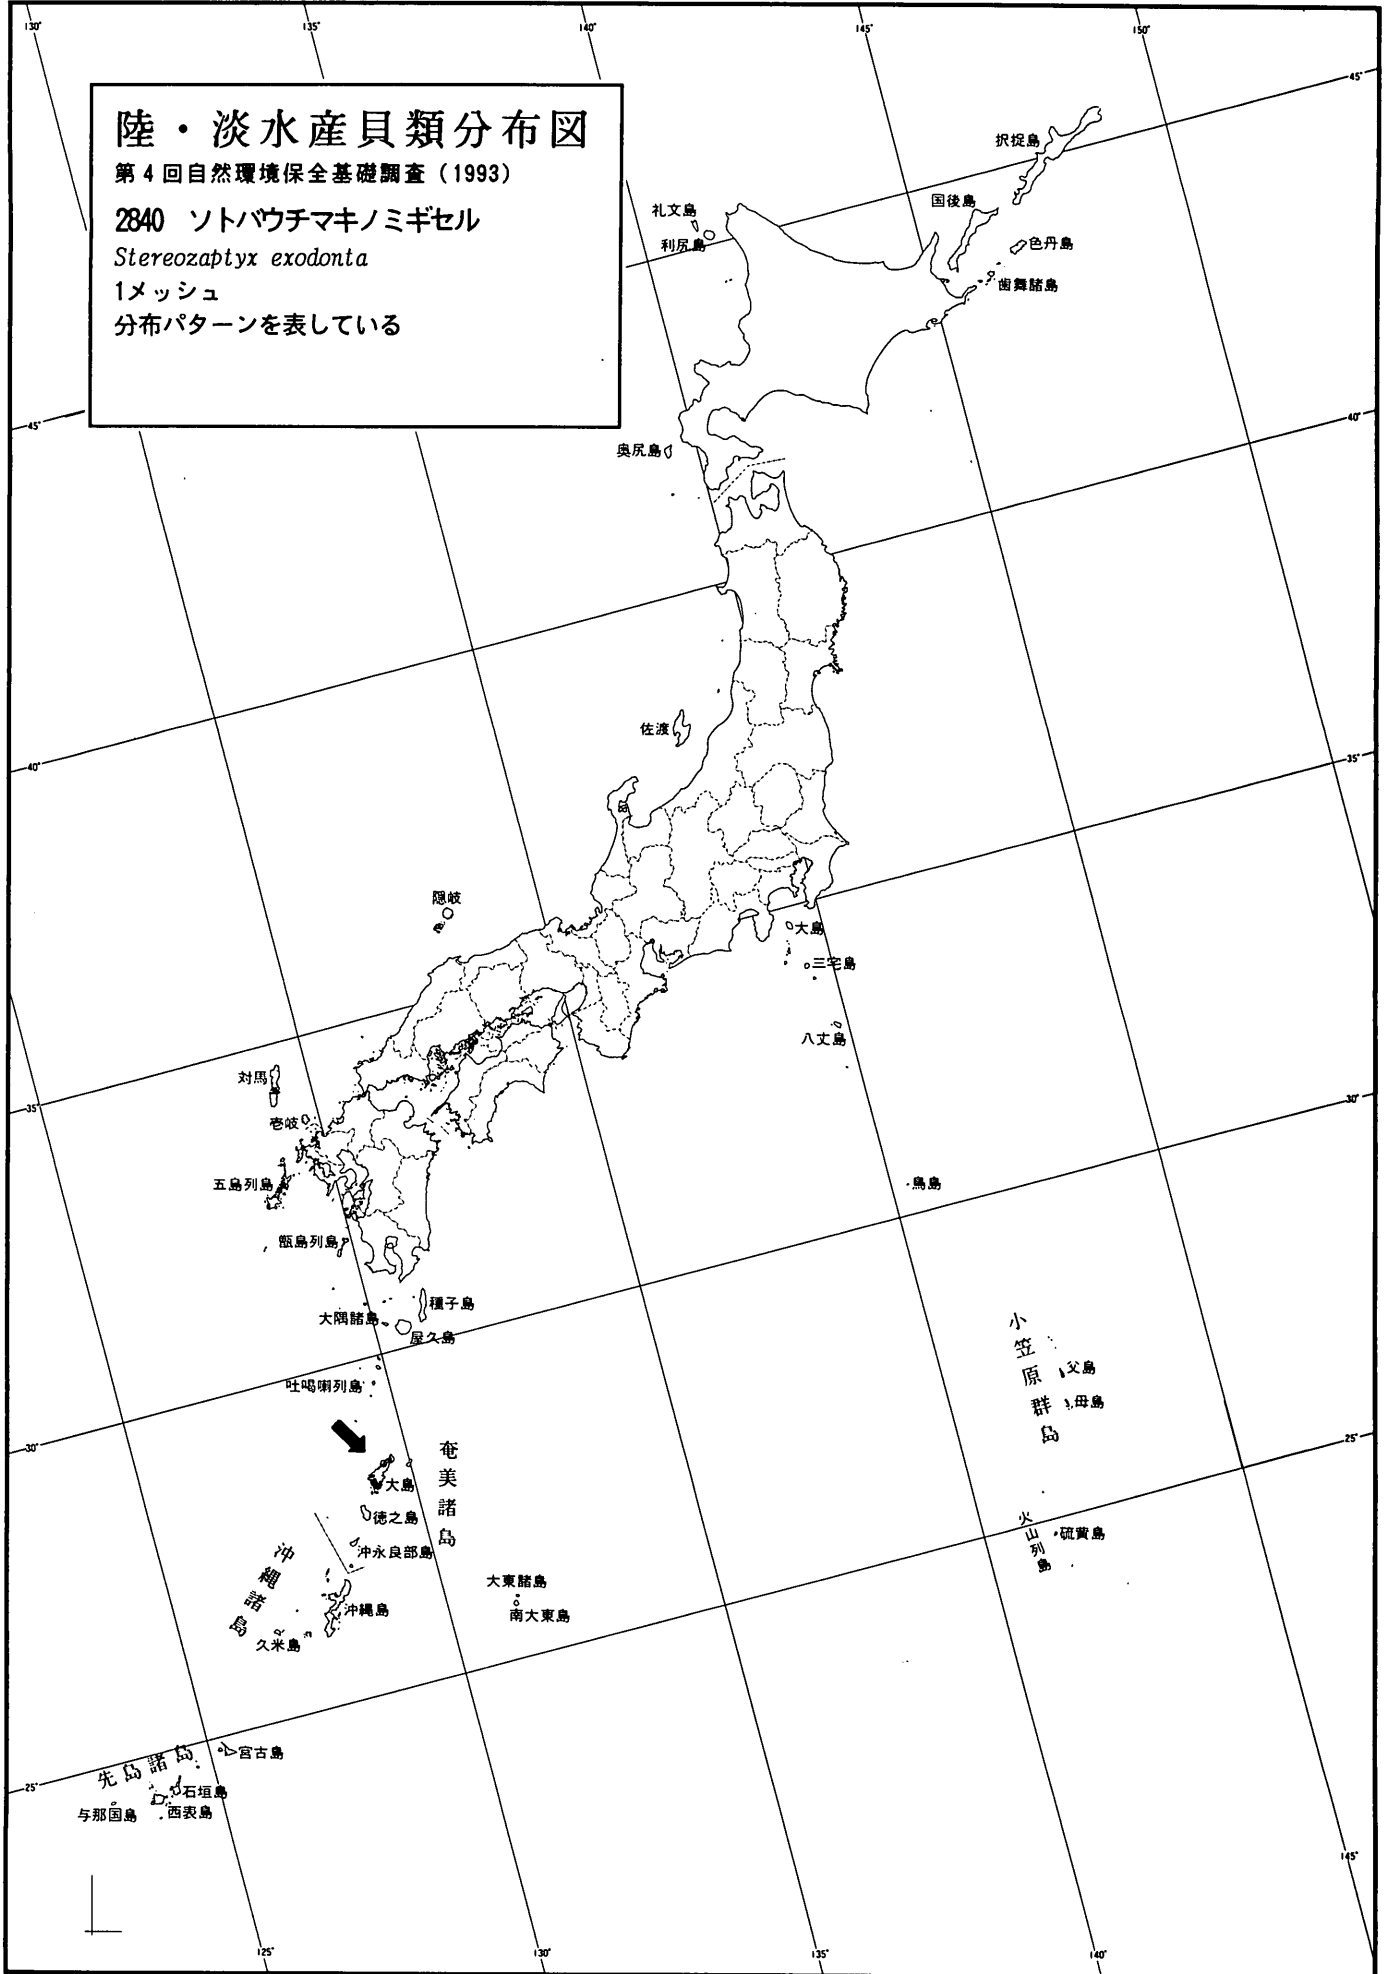 130°
135°
140°
145°
150°
陸・淡水産貝類分布図
第4回自然環境保全基礎調査（1993）
2840 ソトバウチマキノミギセル
Stereozaptyx exodonta
1メッシュ
分布パターンを表している
45°
択捉島
国後島
色丹島
歯舞諸島
礼文島
利尻島
45°
40°
奥尻島
佐渡
40°
35°
隠岐
大島
三宅島
八丈島
対馬
壱岐
35°
30°
五島列島
鳥島
甑島列島
種子島
大隅諸島
屋久島
吐喝喇列島
小笠原群島
父島
母島
30°
25°
奄美諸島
大島
徳之島
沖永良部島
沖縄諸島
沖縄島
久米島
大東諸島
南大東島
火山列島
硫黄島
先島諸島
宮古島
石垣島
西表島
与那国島
25°
145°
125°
130°
135°
140°